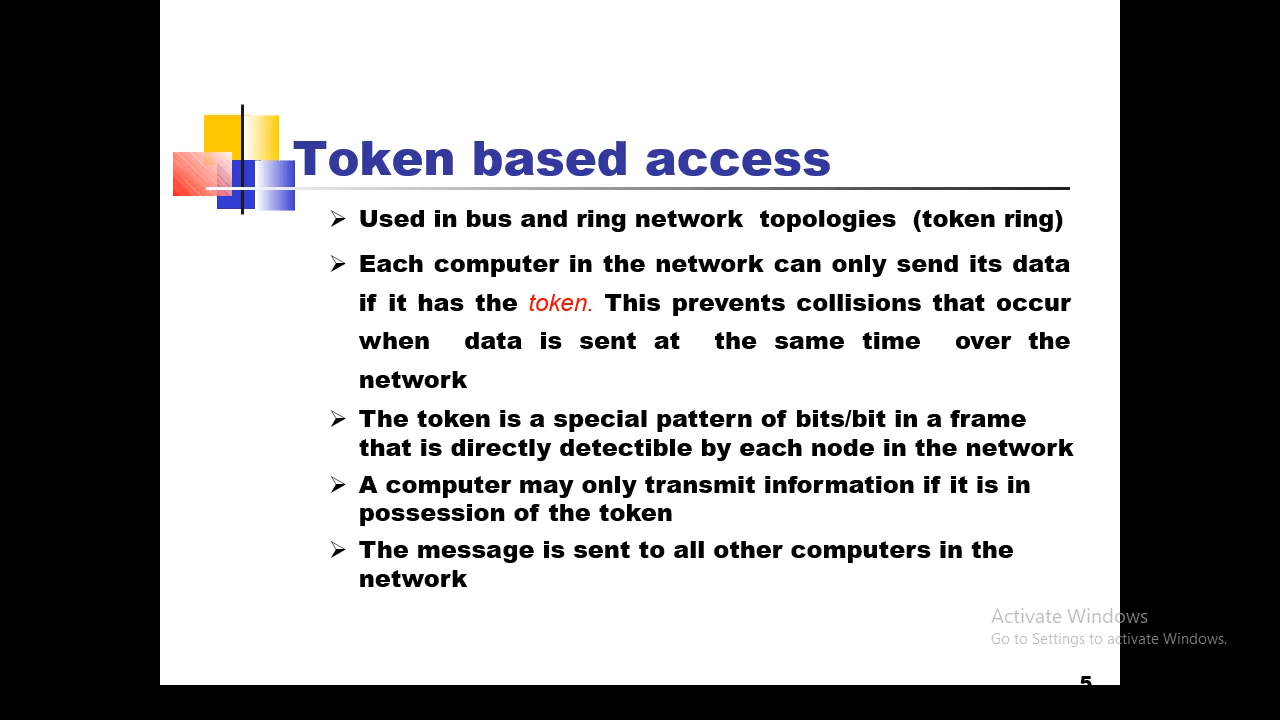 Token based access
➢ Used in bus and ring network topologies (token ring)
➢ Each computer in the network can only send its data
if it has the token. This prevents collisions that occur
when data is sent at the same time over the
network
➢ The token is a special pattern of bits/bit in a frame
that is directly detectible by each node in the network
➢ A computer may only transmit information if it is in
possession of the token
➢ The message is sent to all other computers in the
network
Activate Windows
Go to Settings to activate Windows.
5